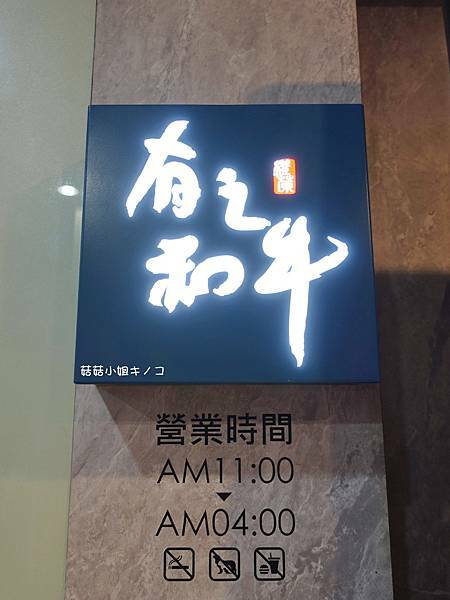 有之
和牛
菇菇小姐キノコ
營業時間
AM11:00
AM04:00